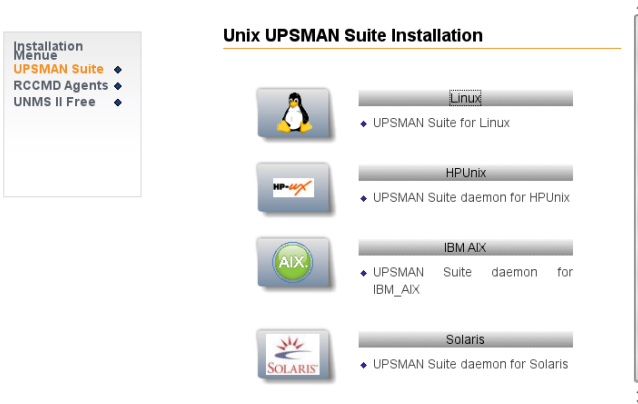 Unix UPSMAN Suite Installation
Installation
Menue
UPSMAN Suite
RCCMD Agents
UNMS II Free
Linux
UPSMAN Suite for Linux
HP-UX
HPUnix
UPSMAN Suite daemon for HPUnix
AIX.
IBM AIX
UPSMAN Suite daemon for
IBM_AIX
SOLARIS
Solaris
UPSMAN Suite daemon for Solaris